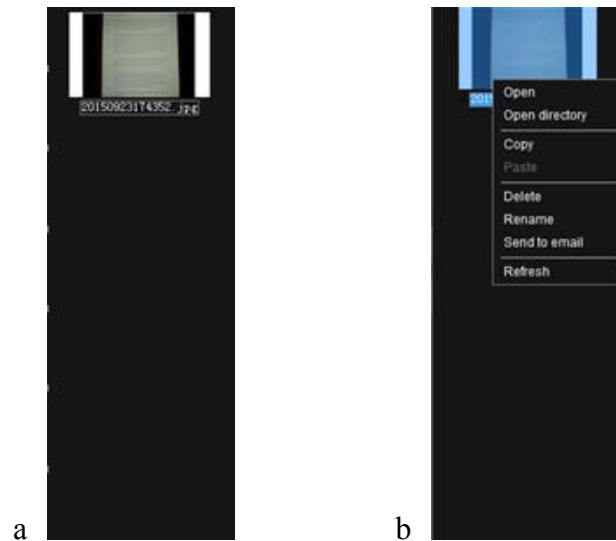 20150923174352.JPG
a
2015
Open
Open directory
Copy
Paste
Delete
Rename
Send to email
Refresh
b